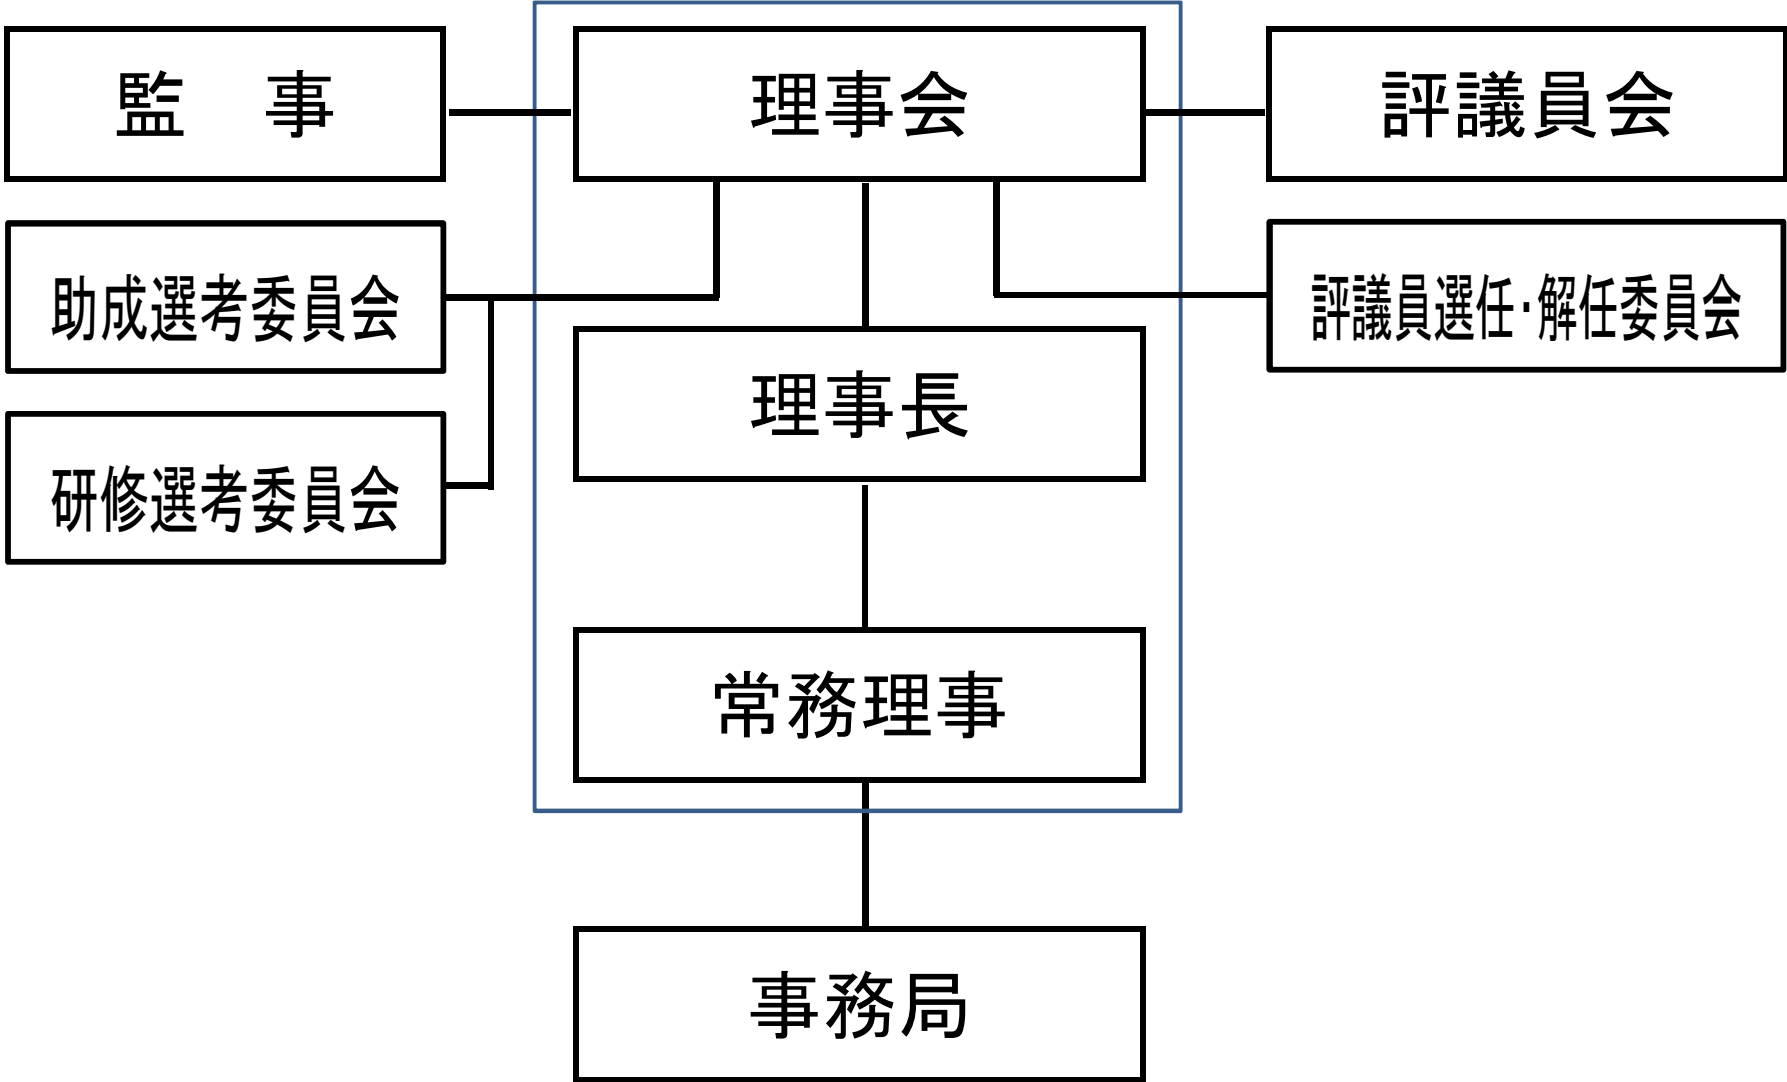 監　事
理事会
評議員会
助成選考委員会
評議員選任・解任委員会
理事長
研修選考委員会
常務理事
事務局